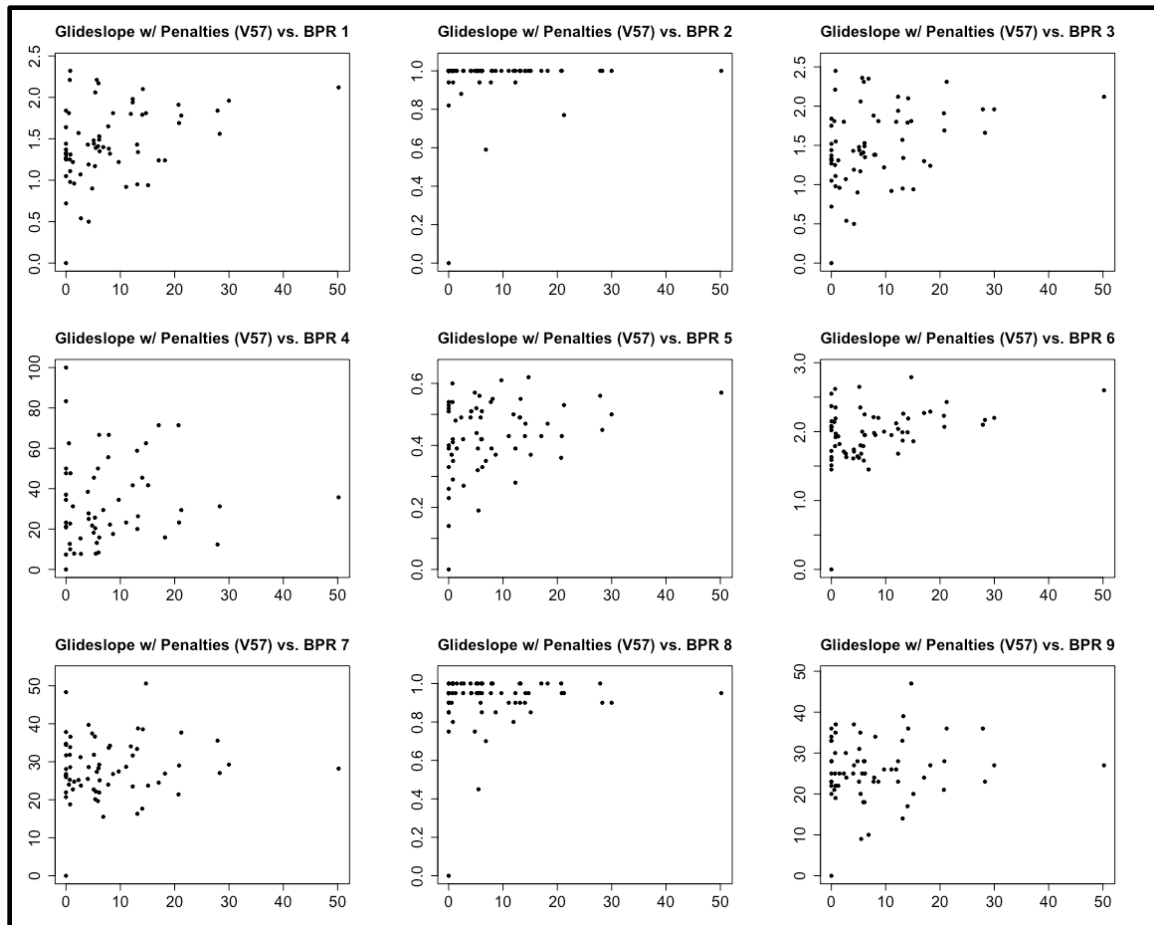 Glideslope w/ Penalties (V57) vs. BPR 1
Glideslope w/ Penalties (V57) vs. BPR 2
Glideslope w/ Penalties (V57) vs. BPR 3
0.0 0.5 1.0 1.5 2.0 2.5
0 10 20 30 40 50
0.0 0.2 0.4 0.6 0.8 1.0
0 10 20 30 40 50
0.0 0.5 1.0 1.5 2.0 2.5
0 10 20 30 40 50
Glideslope w/ Penalties (V57) vs. BPR 4
Glideslope w/ Penalties (V57) vs. BPR 5
Glideslope w/ Penalties (V57) vs. BPR 6
0 20 40 60 80 100
0 10 20 30 40 50
0.0 0.2 0.4 0.6
0 10 20 30 40 50
0.0 1.0 2.0 3.0
0 10 20 30 40 50
Glideslope w/ Penalties (V57) vs. BPR 7
Glideslope w/ Penalties (V57) vs. BPR 8
Glideslope w/ Penalties (V57) vs. BPR 9
0 10 20 30 40 50
0 10 20 30 40 50
0.0 0.2 0.4 0.6 0.8 1.0
0 10 20 30 40 50
0 10 20 30 40 50
0 10 20 30 40 50